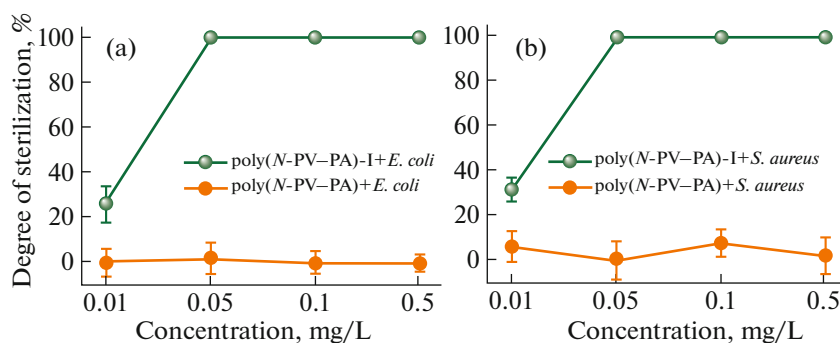 Degree of sterilization, %
(a)
100
80
60
40
20
0
poly(N-PV–PA)-I+E. coli
poly(N-PV–PA)+E. coli
0.01 0.05 0.1 0.5
Concentration, mg/L
(b)
100
80
60
40
20
0
poly(N-PV–PA)-I+S. aureus
poly(N-PV–PA)+S. aureus
0.01 0.05 0.1 0.5
Concentration, mg/L